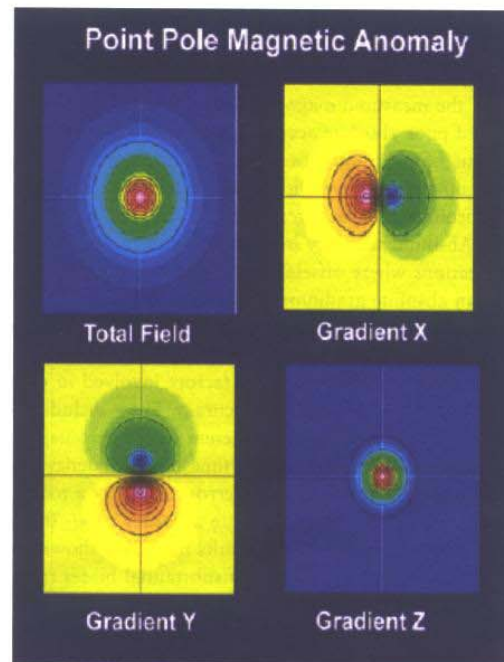 Point Pole Magnetic Anomaly
Total Field
Gradient X
Gradient Y
Gradient Z